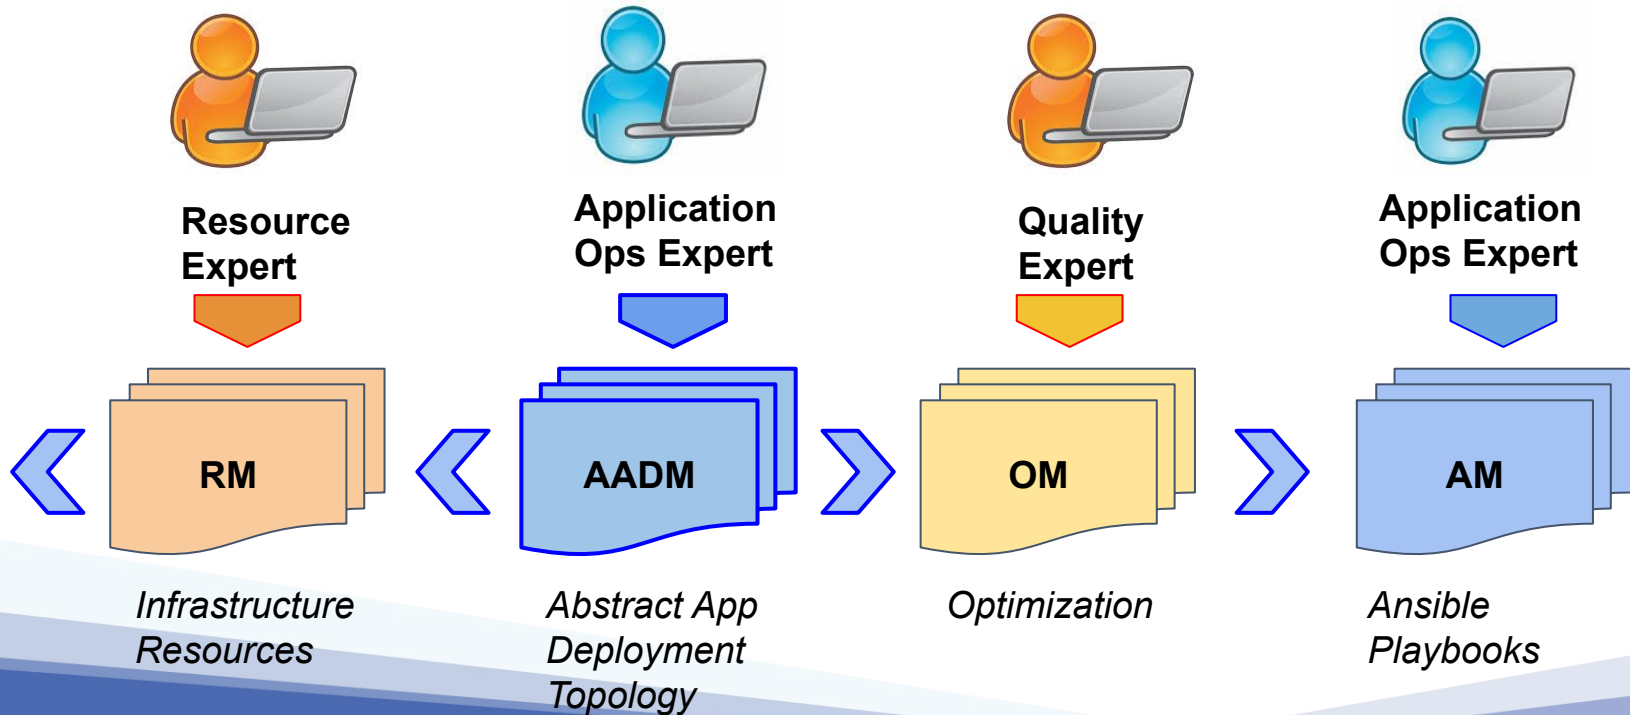 Resource
Expert
Application
Ops Expert
Quality
Expert
Application
Ops Expert
RM
AADM
OM
AM
Infrastructure
Resources
Abstract App
Deployment
Topology
Optimization
Ansible
Playbooks